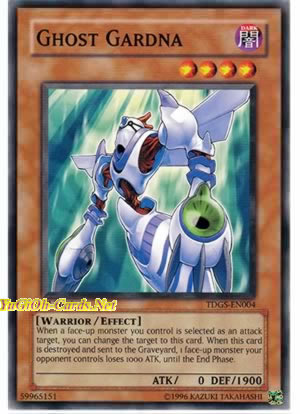 GHOST GARDNA
DARK
闇
TDGS-EN004
YuGiOh-Cards.Net
[WARRIOR / EFFECT]
When a face-up monster you control is selected as an attack
target, you can change the target to this card. When this card
is destroyed and sent to the Graveyard, 1 face-up monster your
opponent controls loses 1000 ATK, until the End Phase.
ATK/ 0 DEF/1900
59965151 ©1996 KAZUKI TAKAHASHI